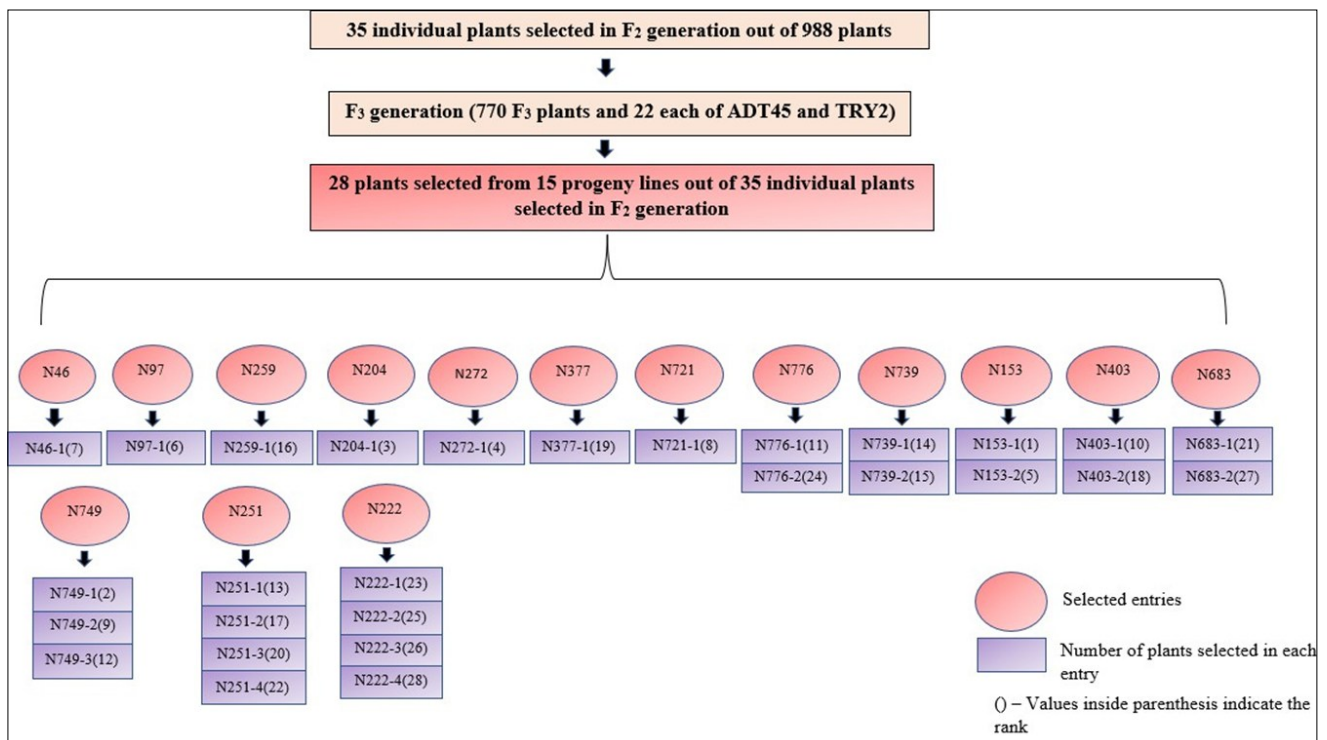 35 individual plants selected in F₂ generation out of 988 plants
F₃ generation (770 F₃ plants and 22 each of ADT45 and TRY2)
28 plants selected from 15 progeny lines out of 35 individual plants
selected in F₂ generation
N46 N97 N259 N204 N272 N377 N721 N776 N739 N153 N403 N683
N46-1(7) N97-1(6) N259-1(16) N204-1(3) N272-1(4) N377-1(19) N721-1(8) N776-1(11) N739-1(14) N153-1(1) N403-1(10) N683-1(21)
N776-2(24) N739-2(15) N153-2(5) N403-2(18) N683-2(27)
N749 N251 N222
N749-1(2) N251-1(13) N222-1(23)
N749-2(9) N251-2(17) N222-2(25)
N749-3(12) N251-3(20) N222-3(26)
N251-4(22) N222-4(28)
Selected entries
Number of plants selected in each
entry
() – Values inside parenthesis indicate the
rank